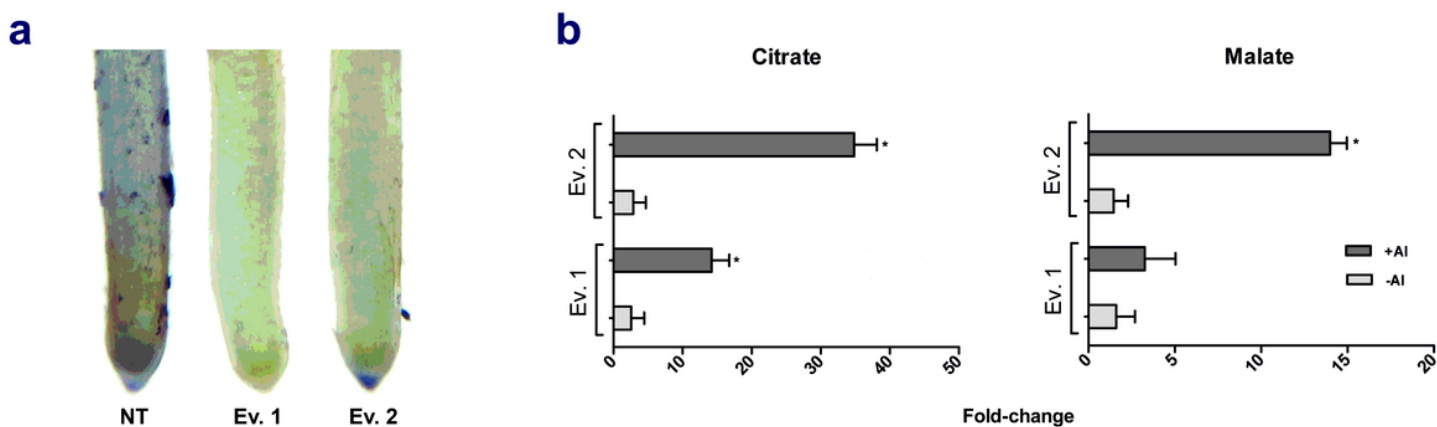 a
NT
Ev. 1
Ev. 2
b
Citrate
Ev. 2
*
Ev. 1
*
0
10
20
30
40
50
Malate
Ev. 2
*
Ev. 1
+Al
-Al
0
5
10
15
20
Fold-change